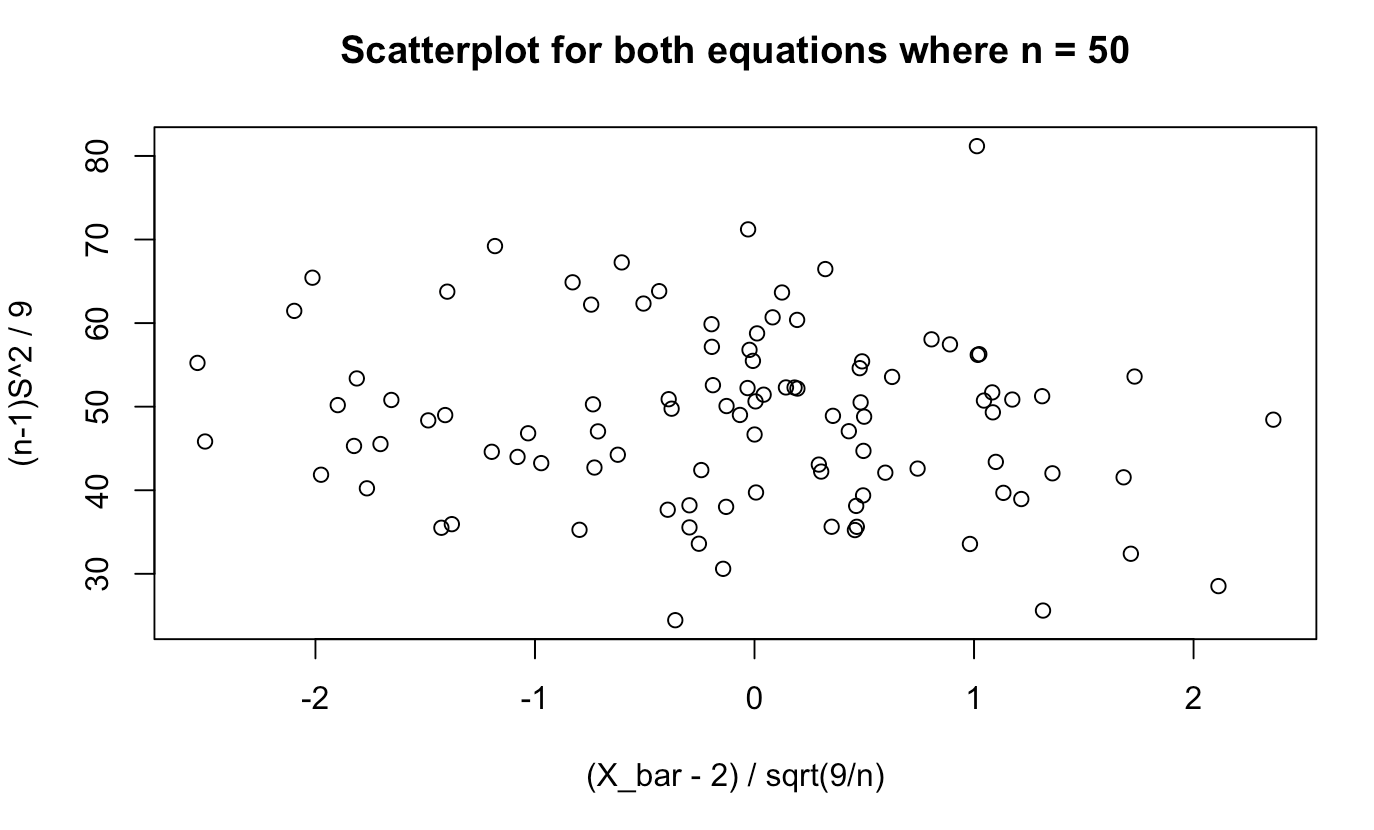 Scatterplot for both equations where n = 50
(n-1)S^2 / 9
80
70
60
50
40
30
-2 -1 0 1 2
(X_bar - 2) / sqrt(9/n)